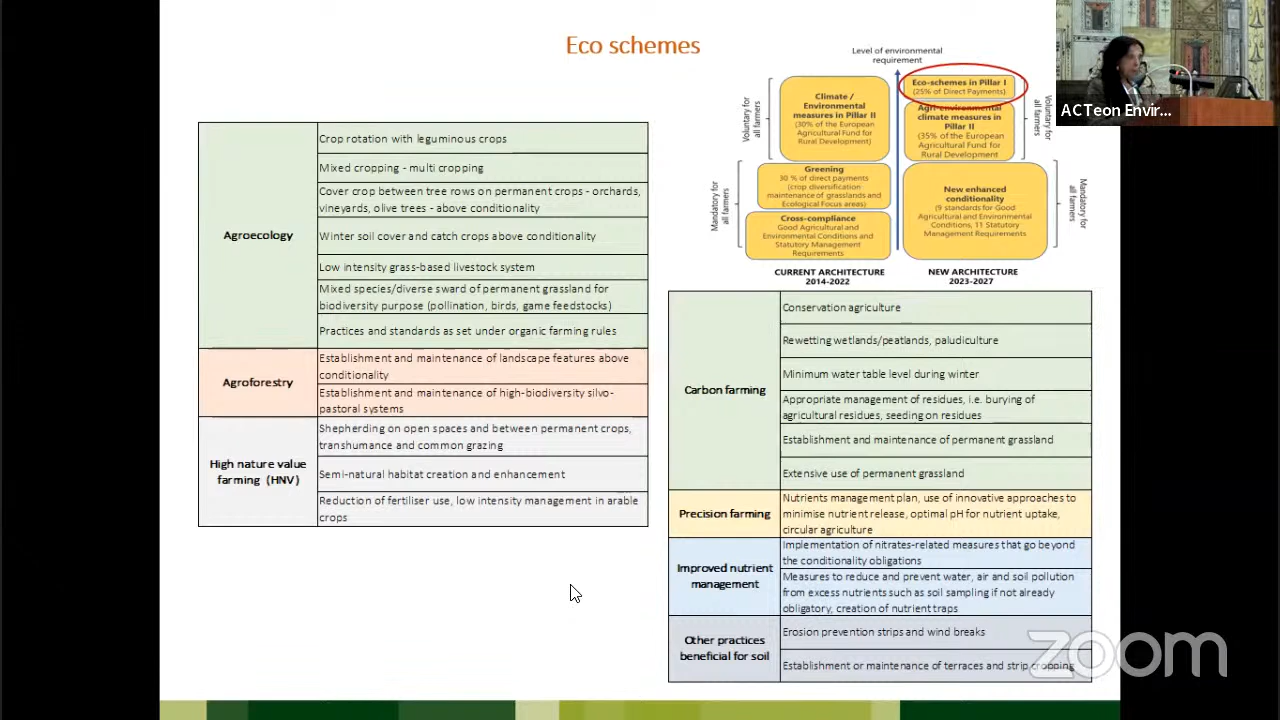 Eco schemes
Level of environmental
requirement
Voluntary for
all farmers
Climate /
Environmental
measures in Pillar II
(30% of the European
Agricultural Fund for
Rural Development)
Eco-schemes in Pillar I
(25% of Direct Payments)
Agri-environmental
climate measures in
Pillar II
(35% of the European
Agricultural Fund for
Rural Development
Voluntary for
all farmers
Mandatory for
all farmers
Greening
30 % of direct payments
(crop diversification
maintenance of grasslands and
Ecological Focus areas)
Cross-compliance
Good Agricultural and
Environmental Conditions and
Statutory Management
Requirements
New enhanced
conditionality
(9 standards for Good
Agricultural and Environmental
Conditions, 11 Statutory
Management Requirements
Mandatory for
all farmers
CURRENT ARCHITECTURE
2014-2022
NEW ARCHITECTURE
2023-2027
ACTeon Envir...
Agroecology
Crop rotation with leguminous crops
Mixed cropping - multi cropping
Cover crop between tree rows on permanent crops - orchards,
vineyards, olive trees - above conditionality
Winter soil cover and catch crops above conditionality
Low intensity grass-based livestock system
Mixed species/diverse sward of permanent grassland for
biodiversity purpose (pollination, birds, game feedstocks)
Practices and standards as set under organic farming rules
Agroforestry
Establishment and maintenance of landscape features above
conditionality
Establishment and maintenance of high-biodiversity silvo-
pastoral systems
High nature value
farming (HNV)
Shepherding on open spaces and between permanent crops,
transhumance and common grazing
Semi-natural habitat creation and enhancement
Reduction of fertiliser use, low intensity management in arable
crops
Carbon farming
Conservation agriculture
Rewetting wetlands/peatlands, paludiculture
Minimum water table level during winter
Appropriate management of residues, i.e. burying of
agricultural residues, seeding on residues
Establishment and maintenance of permanent grassland
Extensive use of permanent grassland
Precision farming
Nutrients management plan, use of innovative approaches to
minimise nutrient release, optimal pH for nutrient uptake,
circular agriculture
Improved nutrient
management
Implementation of nitrates-related measures that go beyond
the conditionality obligations
Measures to reduce and prevent water, air and soil pollution
from excess nutrients such as soil sampling if not already
obligatory, creation of nutrient traps
Other practices
beneficial for soil
Erosion prevention strips and wind breaks
Establishment or maintenance of terraces and strip cropping
zoom